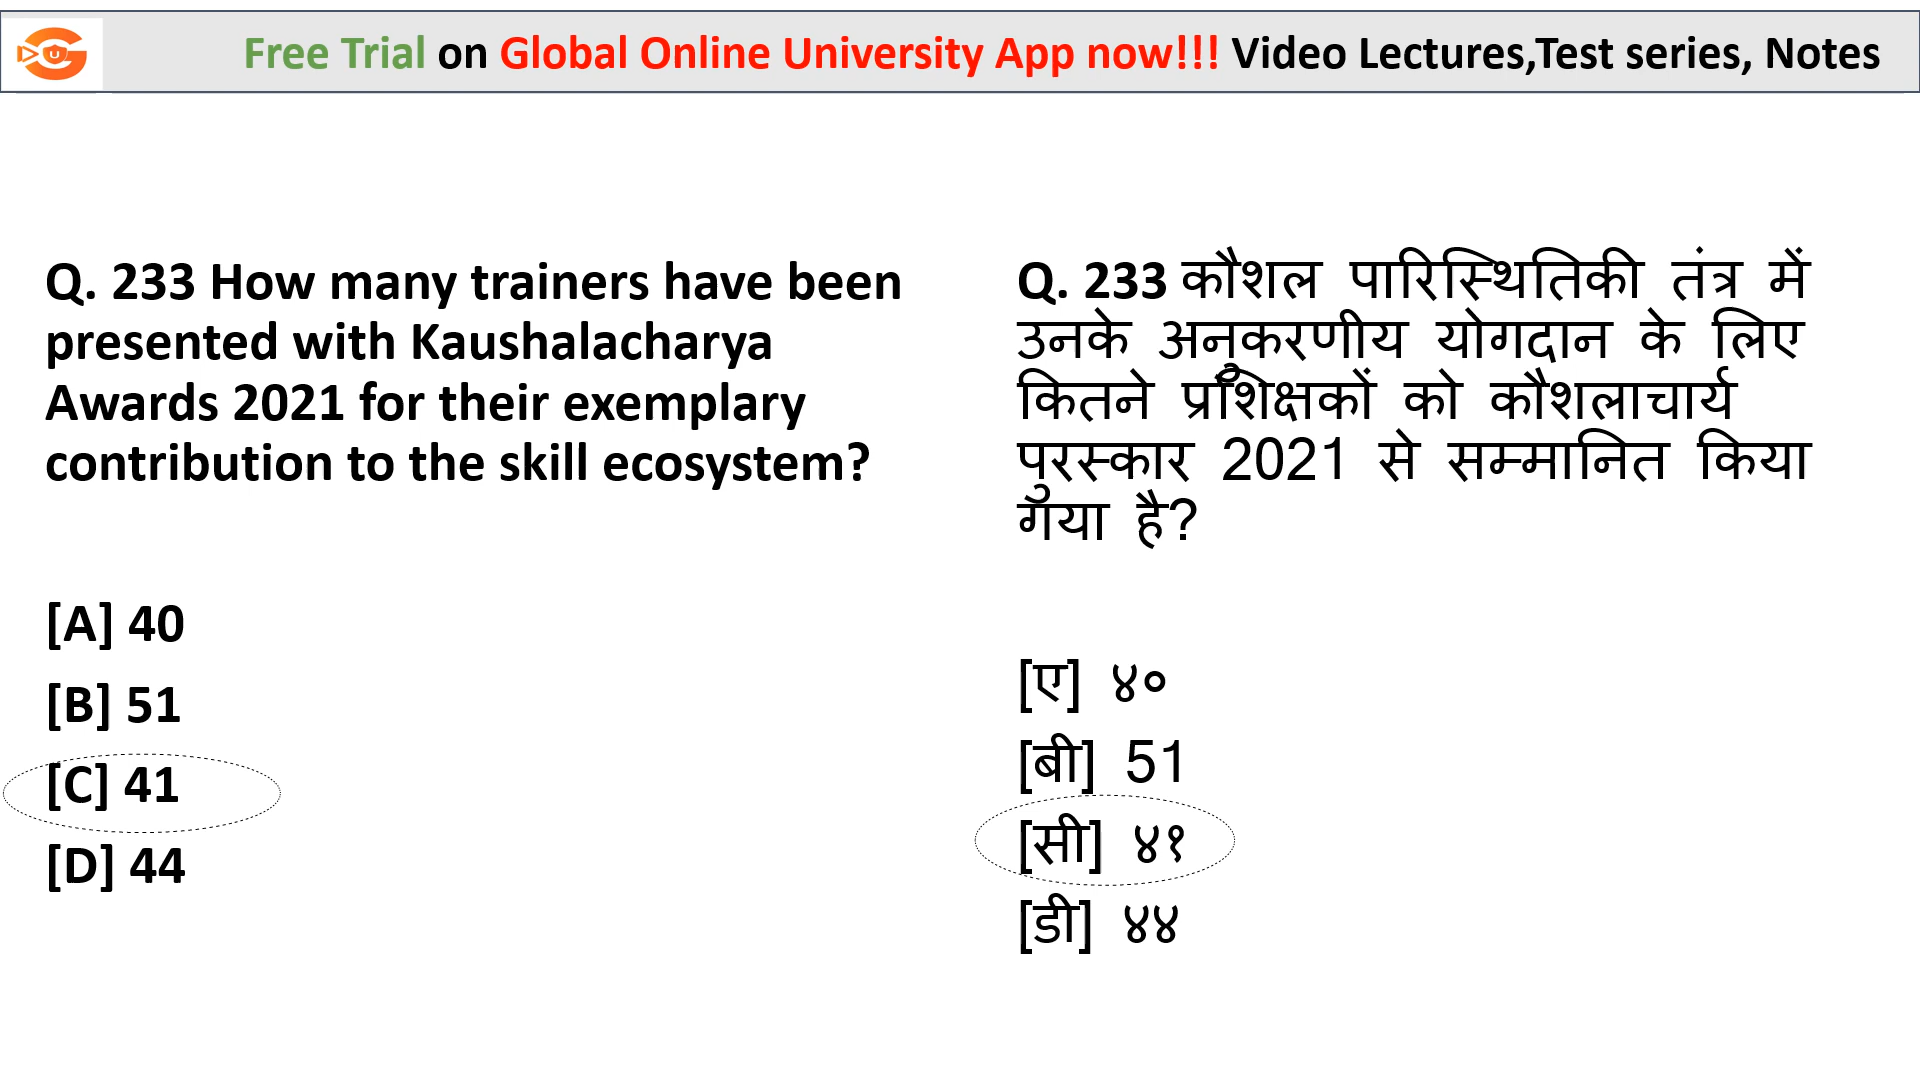 Free Trial on Global Online University App now!!! Video Lectures,Test series, Notes
Q. 233 How many trainers have been
presented with Kaushalacharya
Awards 2021 for their exemplary
contribution to the skill ecosystem?
[A] 40
[B] 51
[C] 41
[D] 44
Q. 233 कौशल पारिस्थितिकी तंत्र में
उनके अनुकरणीय योगदान के लिए
कितने प्रशिक्षकों को कौशलाचार्य
पुरस्कार 2021 से सम्मानित किया
गया है?
[ए] ४०
[बी] 51
[सी] ४१
[डी] ४४